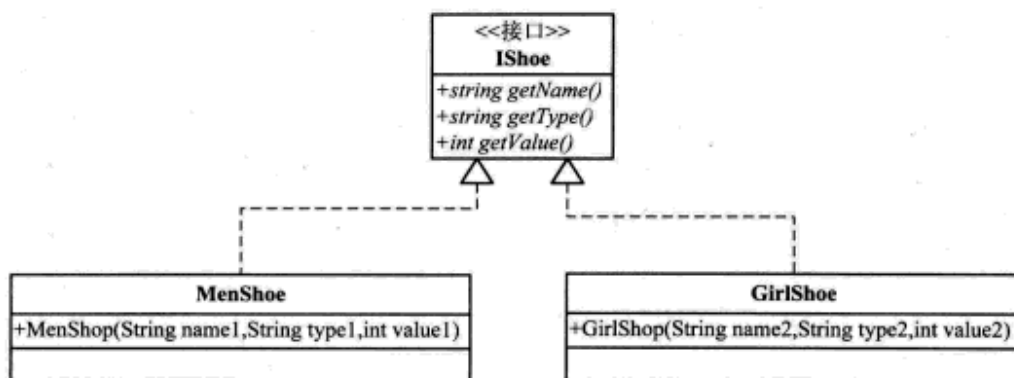 <<接口>>
IShoe
+string getName()
+string getType()
+int getValue()
MenShoe
+MenShop(String name1,String type1,int value1)
GirlShoe
+GirlShop(String name2,String type2,int value2)